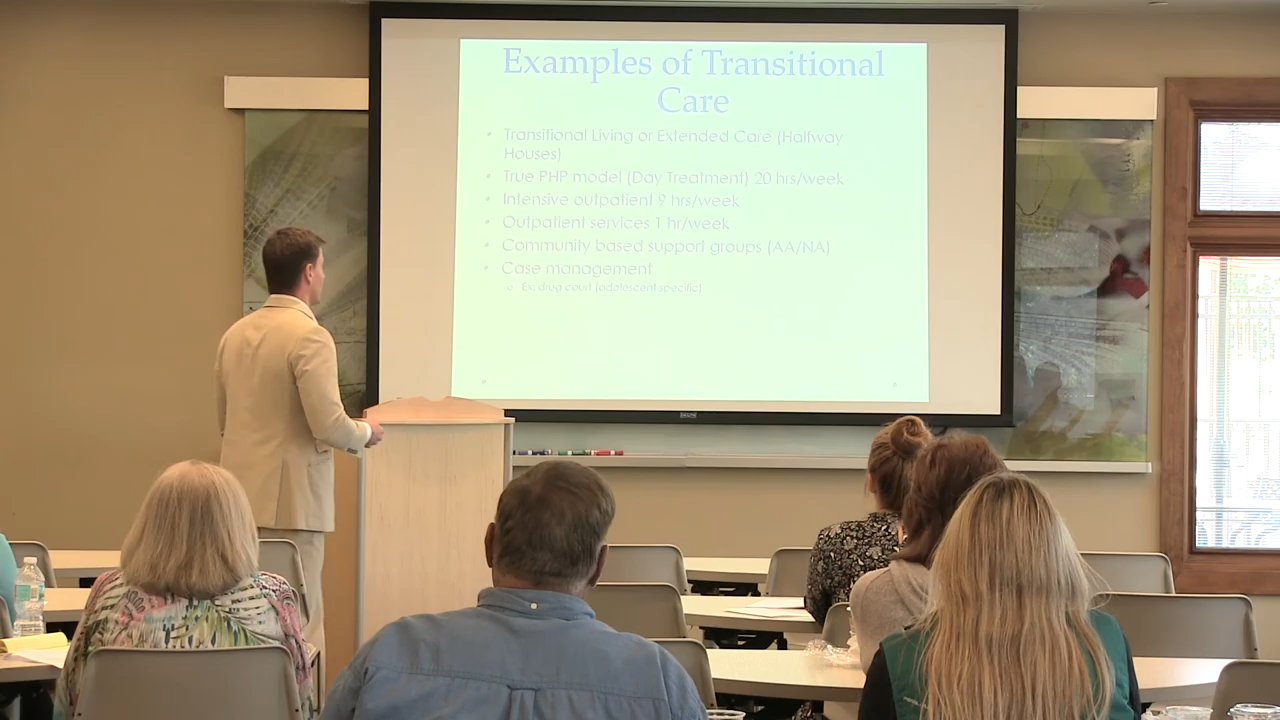 Examples of Transitional
Care
• Transitional Living or Extended Care (Halfway
Houses)
• PHP model (Day Treatment) 20 hrs/week
• outpatient 9 hrs/week
Outpatient services 1 hr/week
• Community based support groups (AA/NA)
• Case management
Ex: drug court (adolescent specific)